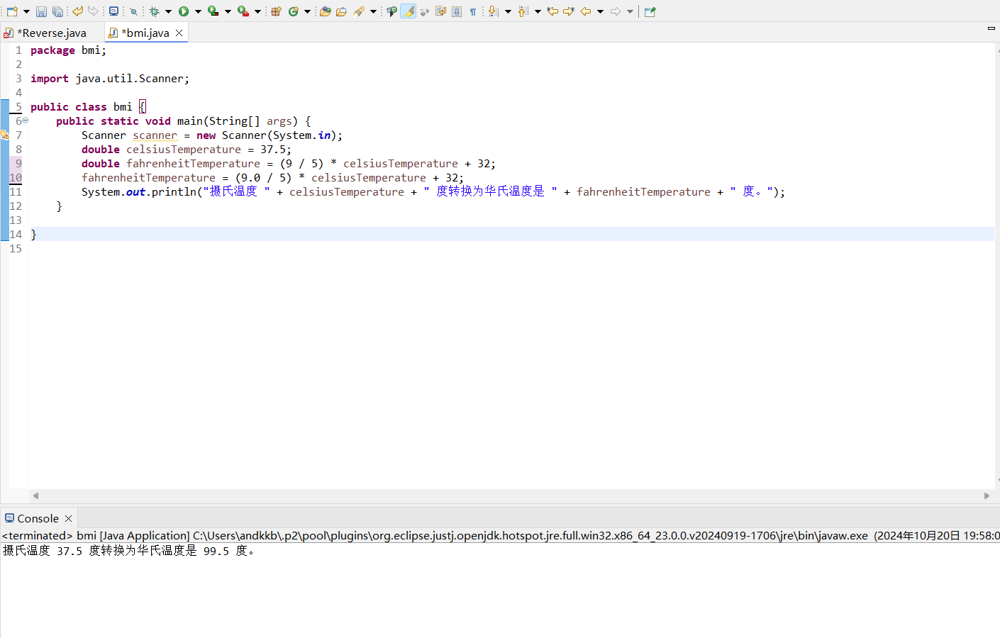 *Reverse.java
*bmi.java
1 package bmi;
2
3 import java.util.Scanner;
4
5 public class bmi {
6 public static void main(String[] args) {
7 Scanner scanner = new Scanner(System.in);
8 double celsiusTemperature = 37.5;
9 double fahrenheitTemperature = (9 / 5) * celsiusTemperature + 32;
10 fahrenheitTemperature = (9.0 / 5) * celsiusTemperature + 32;
11 System.out.println("摄氏温度 " + celsiusTemperature + " 度转换为华氏温度是 " + fahrenheitTemperature + " 度。");
12 }
13
14 }
15
Console
<terminated> bmi [Java Application] C:\Users\andkkb\.p2\pool\plugins\org.eclipse.justj.openjdk.hotspot.jre.full.win32.x86_64_23.0.0.v20240919-1706\jre\bin\javaw.exe (2024年10月20日 19:58:0
摄氏温度 37.5 度转换为华氏温度是 99.5 度。